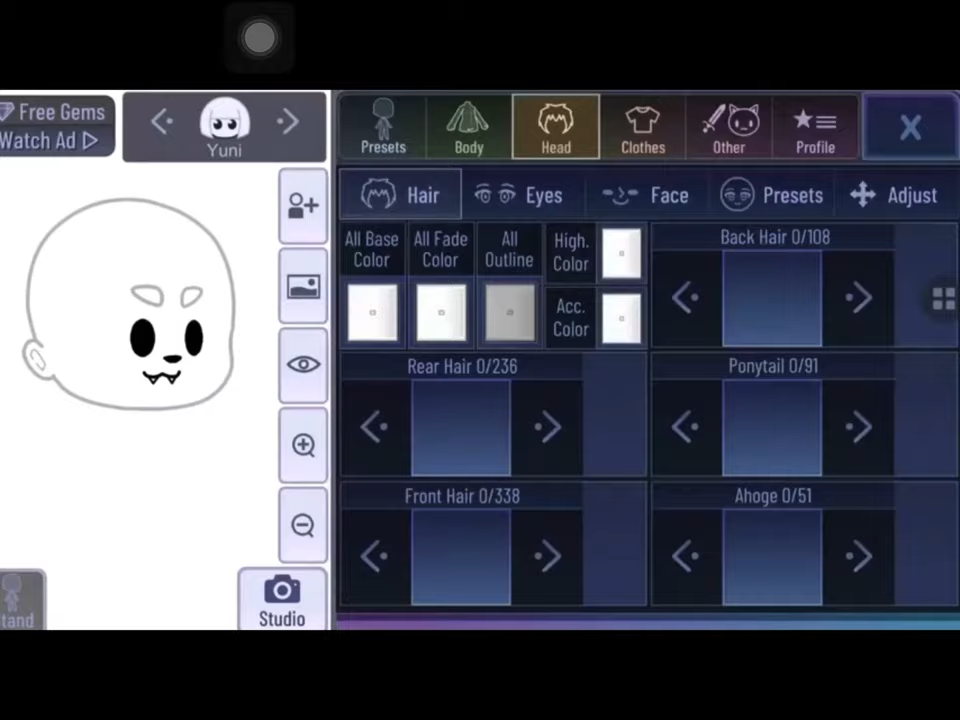 Free Gems
Watch Ad
Yuni
Presets
Body
Head
Clothes
Other
Profile
X
Hair
Eyes
Face
Presets
Adjust
All Base
Color
All Fade
Color
All
Outline
High.
Color
Acc.
Color
Back Hair 0/108
Rear Hair 0/236
Ponytail 0/91
Front Hair 0/338
Ahoge 0/51
tand
Studio